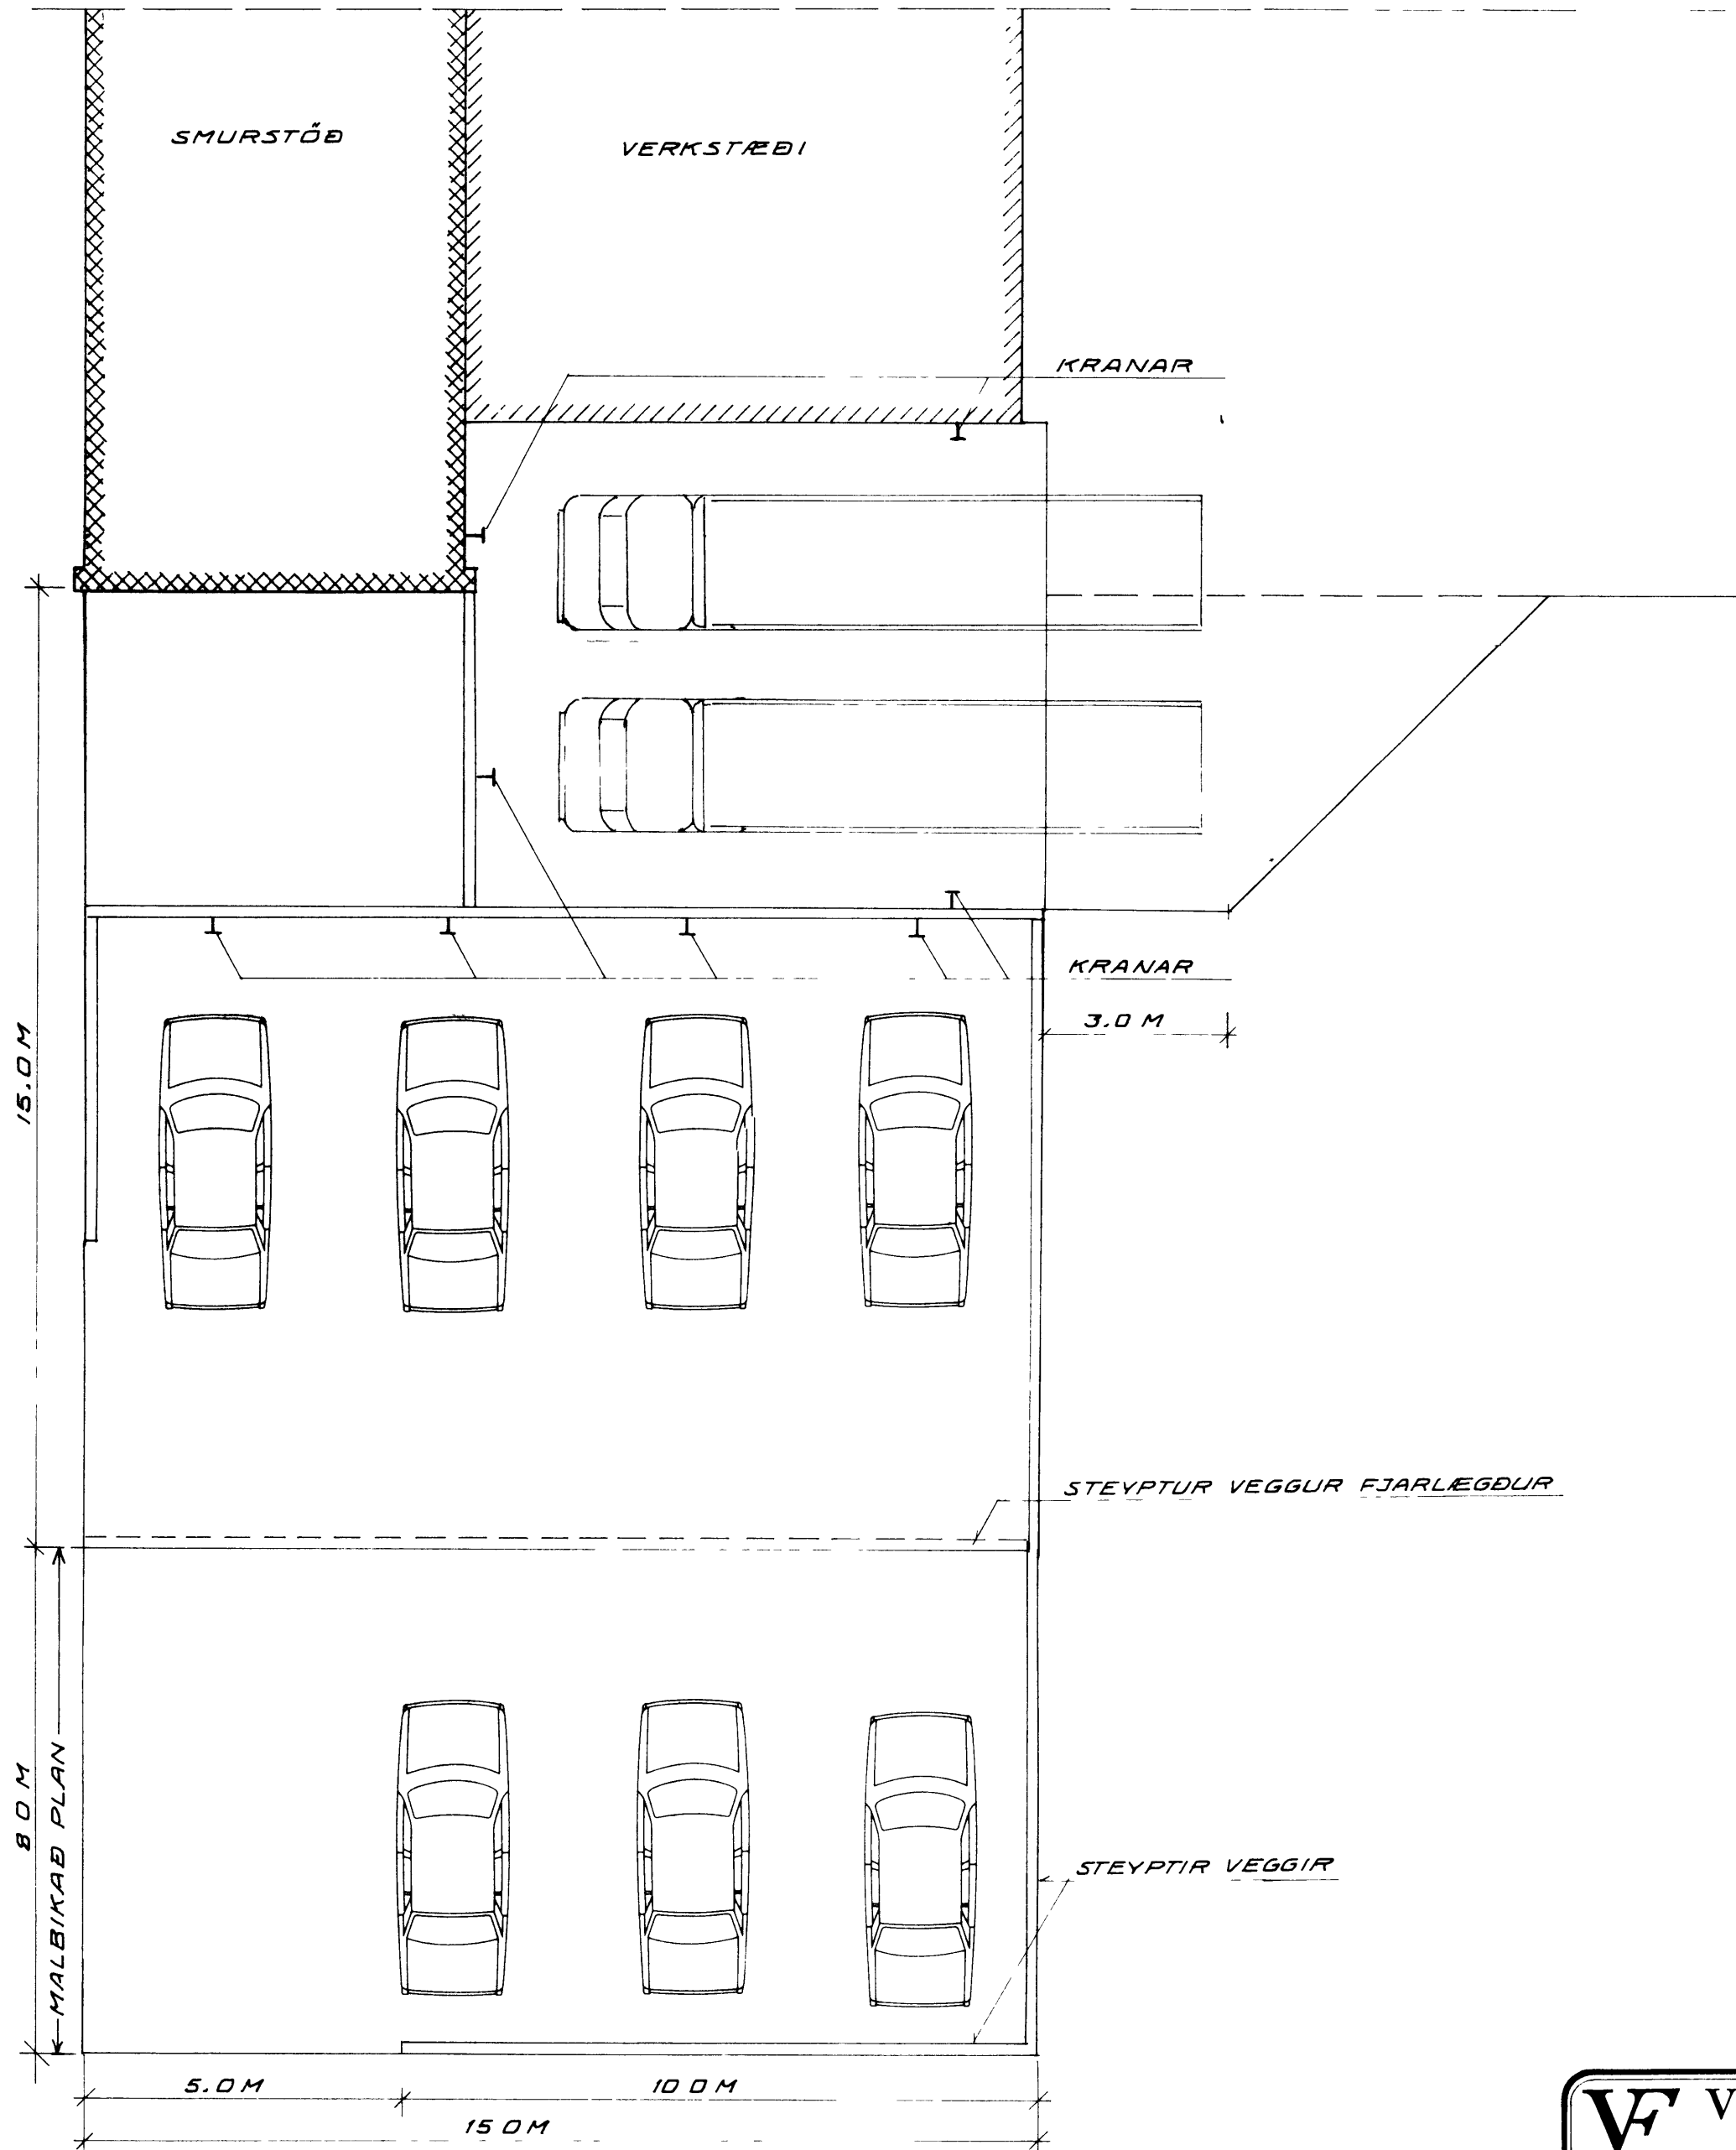 SMURSTÖÐ
VERKSTÆÐI
KRANAR
KRANAR
3.0 M
15.0 M
STEYPTUR VEGGUR FJARLÆGÐUR
8 0 M
MALBIKAÐ PLAN
STEYPTIR VEGGIR
5.0 M
10 0 M
15 0 M
VF V